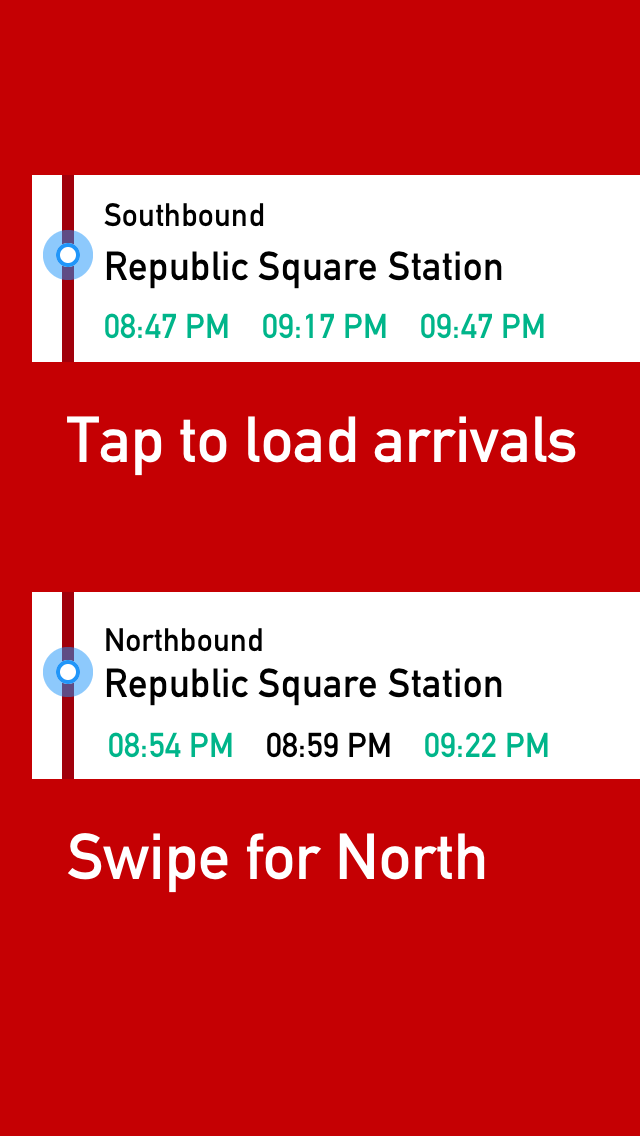 Southbound
Republic Square Station
08:47 PM 09:17 PM 09:47 PM
Tap to load arrivals
Northbound
Republic Square Station
08:54 PM 08:59 PM 09:22 PM
Swipe for North